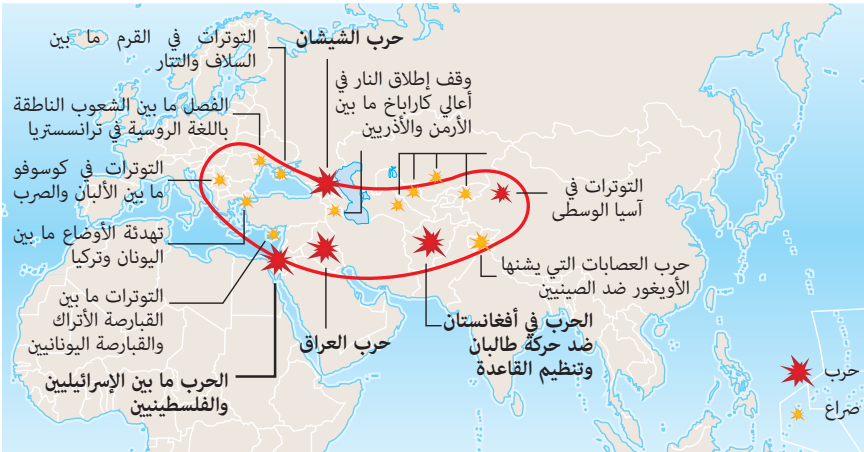 التوترات في القرم ما بين
السلاف والتتار
حرب الشيشان
وقف إطلاق النار في
أعالي كاراباخ ما بين
الأرمن والأذريين
الفصل ما بين الشعوب الناطقة
باللغة الروسية في ترانسستريا
التوترات في كوسوفو
ما بين الألبان والصرب
تهدئة الأوضاع ما بين
اليونان وتركيا
التوترات ما بين
القبارصة الأتراك
والقبارصة اليونانيين
التوترات في
آسيا الوسطى
حرب العصابات التي يشنها
الأويغور ضد الصينيين
الحرب في أفغانستان
ضد حركة طالبان
وتنظيم القاعدة
حرب العراق
الحرب ما بين الإسرائيليين
والفلسطينيين
حرب
صراع